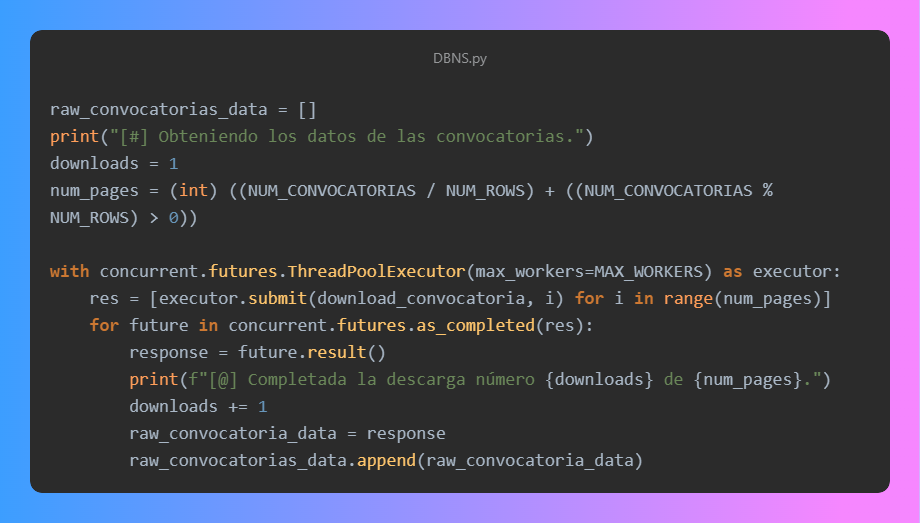 DBNS.py
raw_convocatorias_data = []
print("[#] Obteniendo los datos de las convocatorias.")
downloads = 1
num_pages = (int) ((NUM_CONVOCATORIAS / NUM_ROWS) + ((NUM_CONVOCATORIAS %
NUM_ROWS) > 0))
with concurrent.futures.ThreadPoolExecutor(max_workers=MAX_WORKERS) as executor:
    res = [executor.submit(download_convocatoria, i) for i in range(num_pages)]
    for future in concurrent.futures.as_completed(res):
        response = future.result()
        print(f"[@] Completada la descarga número {downloads} de {num_pages}.")
        downloads += 1
        raw_convocatoria_data = response
        raw_convocatorias_data.append(raw_convocatoria_data)